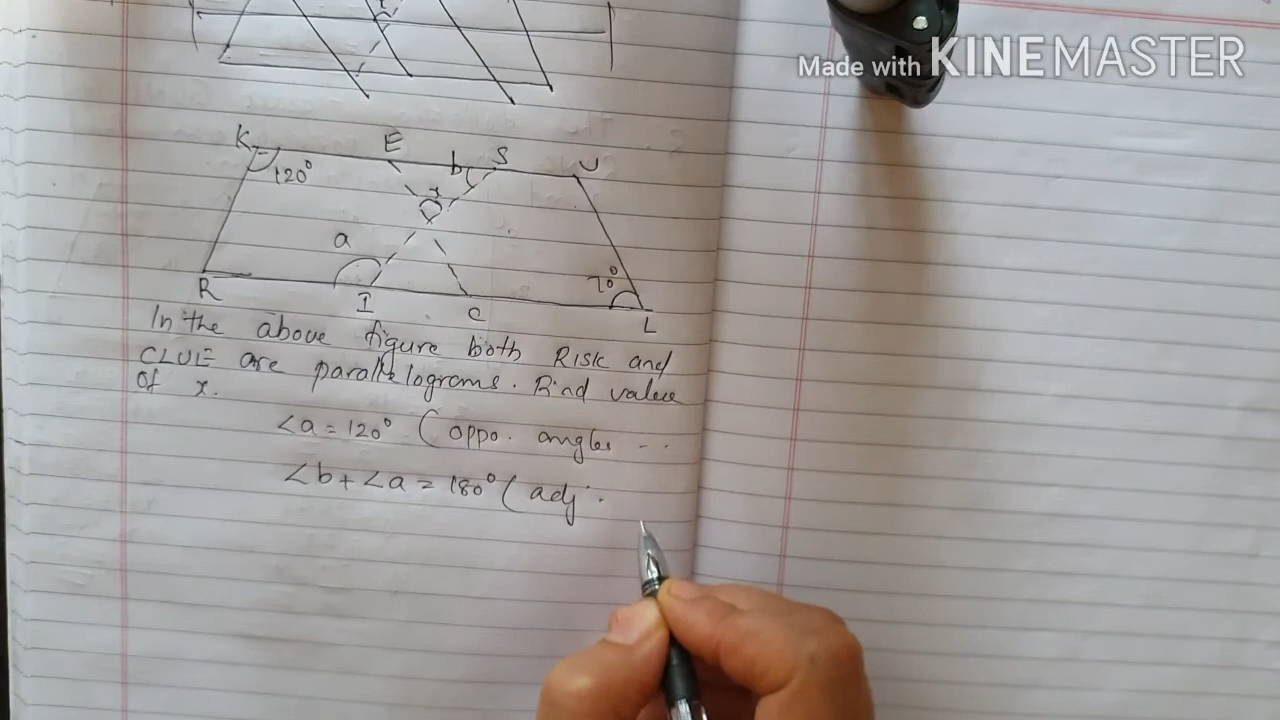 Made with KINEMASTER
K E b S U
120°
x
a
70°
R I C L
In the above figure both RISK and
CLUE are parallelograms. Find value
of x.
∠a = 120° ( oppo. angles ...
∠b + ∠a = 180° ( adj.